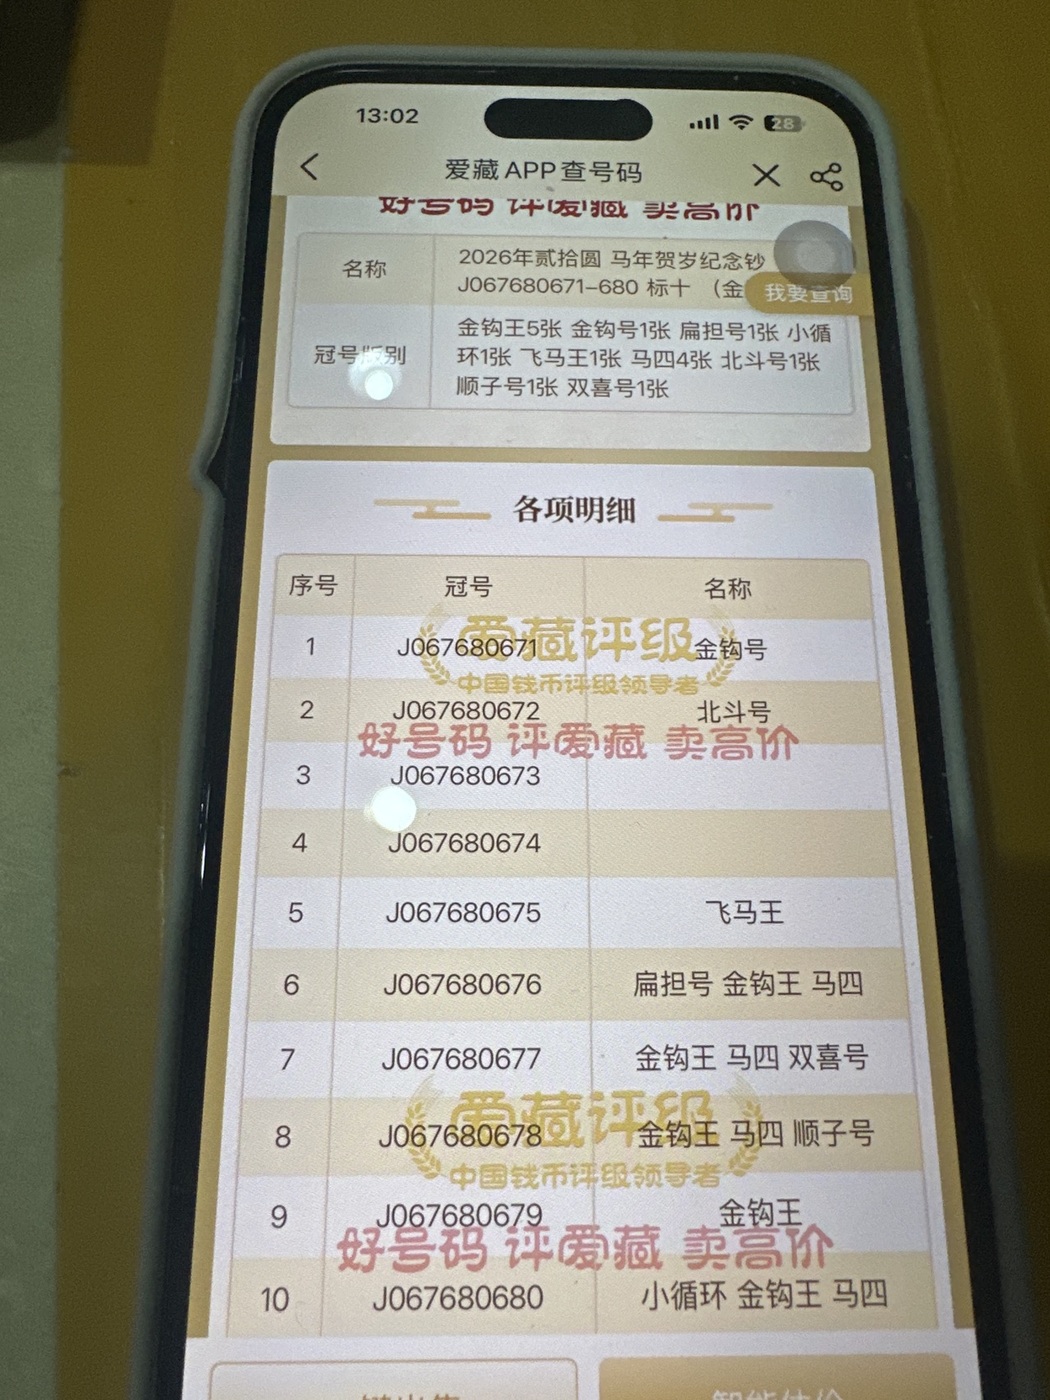 13:02
28
爱藏APP查号码
好号码 评爱藏 卖高价
名称
2026年贰拾圆 马年贺岁纪念钞
J067680671-680 标十 （金
我要查询
冠号版别
金钩王5张 金钩号1张 扁担号1张 小循
环1张 飞马王1张 马四4张 北斗号1张
顺子号1张 双喜号1张
各项明细
序号 冠号 名称
爱藏评级
1 J067680671 金钩号
中国钱币评级领导者
2 J067680672 北斗号
好号码 评爱藏 卖高价
3 J067680673
4 J067680674
5 J067680675 飞马王
6 J067680676 扁担号 金钩王 马四
7 J067680677 金钩王 马四 双喜号
爱藏评级
8 J067680678 金钩王 马四 顺子号
中国钱币评级领导者
9 J067680679 金钩王
好号码 评爱藏 卖高价
10 J067680680 小循环 金钩王 马四